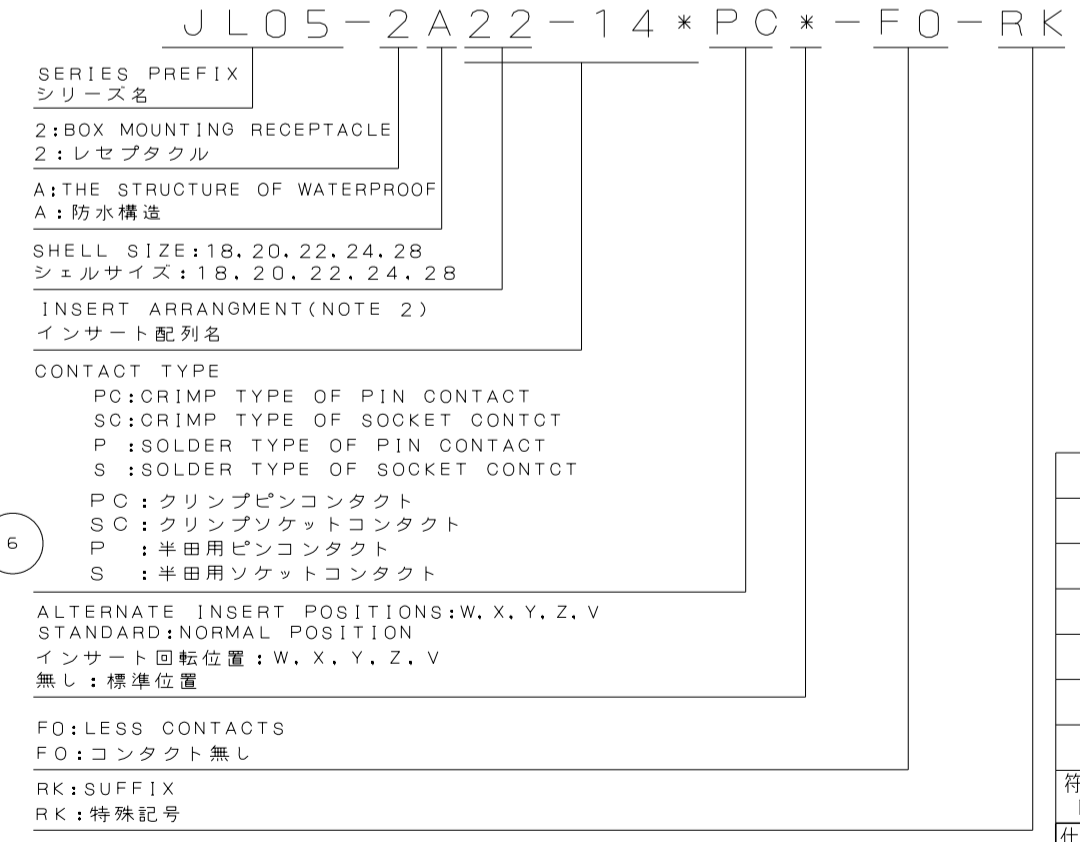 JL05-2A22-14*PC*-F0-RK
SERIES PREFIX
シリーズ名
2:BOX MOUNTING RECEPTACLE
2:レセプタクル
A:THE STRUCTURE OF WATERPROOF
A:防水構造
SHELL SIZE:18.20.22.24.28
シェルサイズ:18.20.22.24.28
INSERT ARRANGMENT(NOTE 2)
インサート配列名
CONTACT TYPE
PC:CRIMP TYPE OF PIN CONTACT
SC:CRIMP TYPE OF SOCKET CONTCT
P :SOLDER TYPE OF PIN CONTACT
S :SOLDER TYPE OF SOCKET CONTCT
PC:クリンプピンコンタクト
SC:クリンプソケットコンタクト
P :半田用ピンコンタクト
S :半田用ソケットコンタクト
6
ALTERNATE INSERT POSITIONS:W.X.Y.Z.V
STANDARD:NORMAL POSITION
インサート回転位置:W.X.Y.Z.V
無し:標準位置
F0:LESS CONTACTS
F0:コンタクト無し
RK:SUFFIX
RK:特殊記号
符
仕